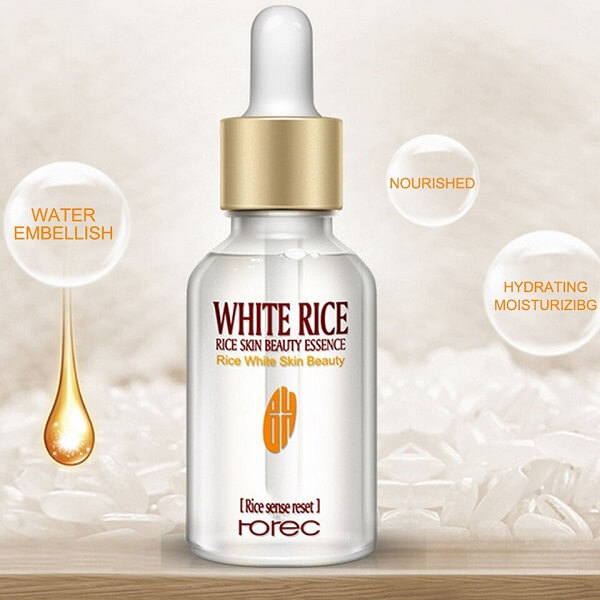 WATER
EMBELLISH
NOURISHED
HYDRATING
MOISTURIZIBG
WHITE RICE
RICE SKIN BEAUTY ESSENCE
Rice White Skin Beauty
[ Rice sense reset ]
rorec